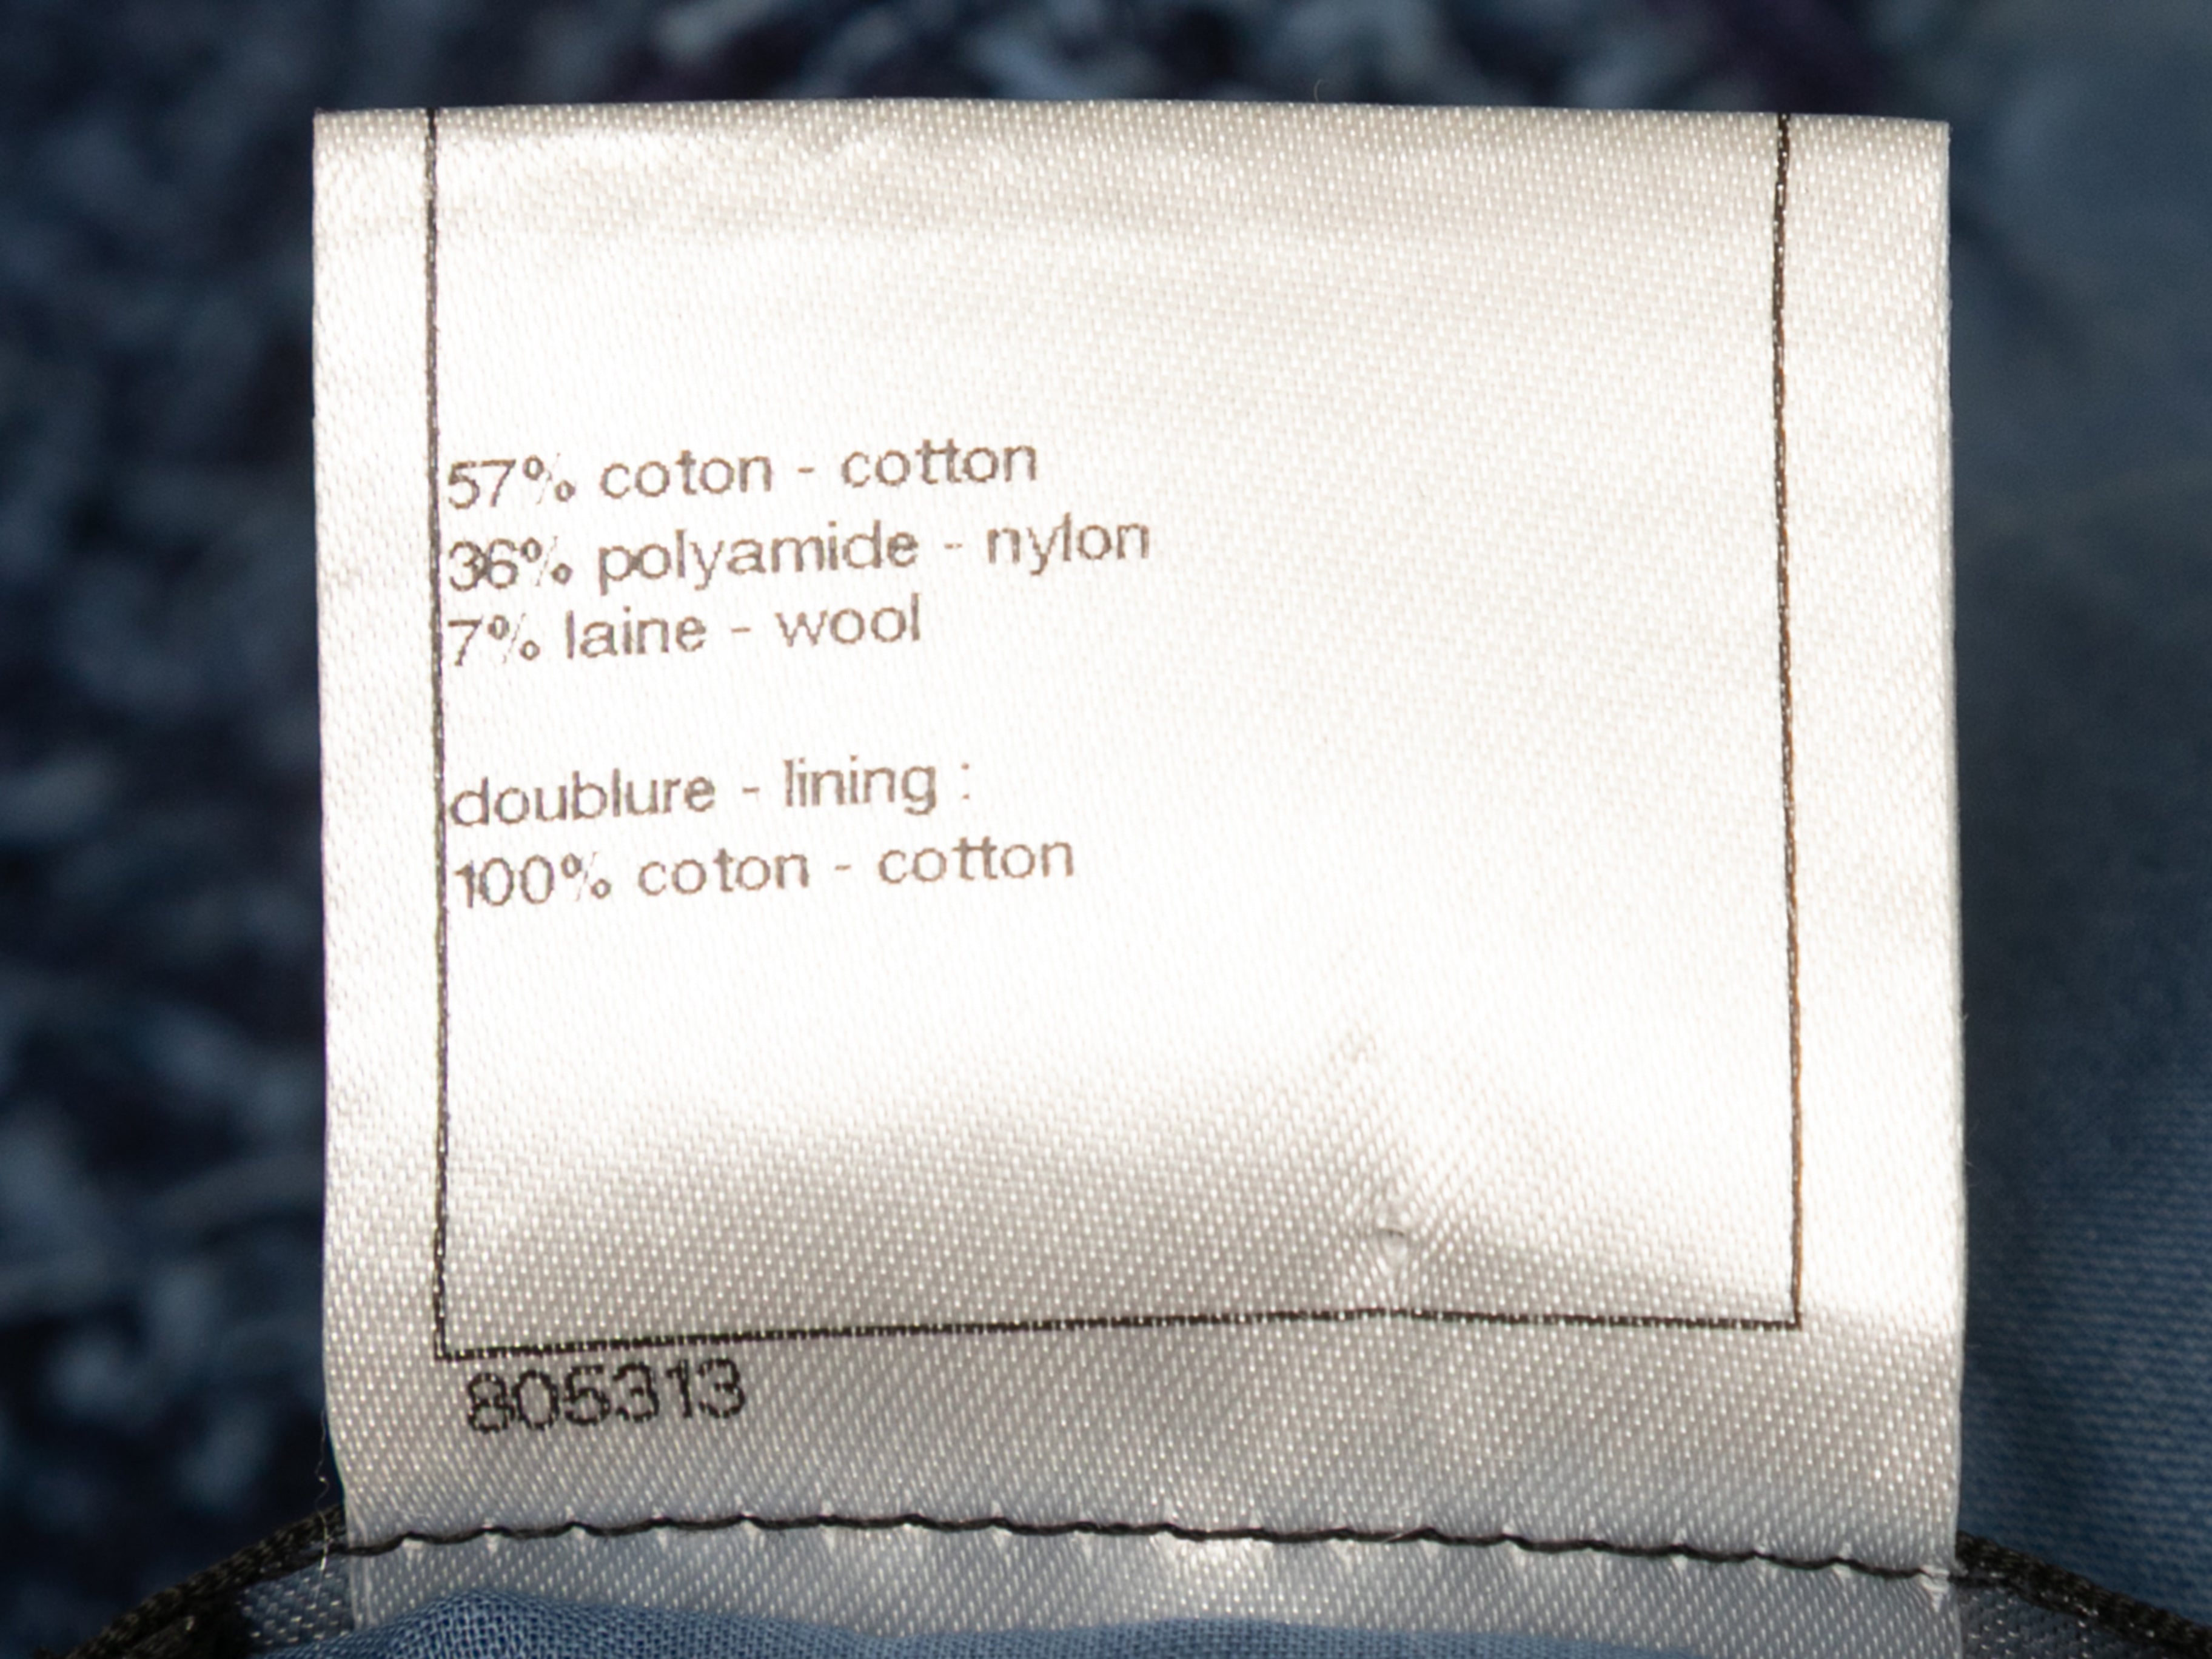 57% coton - cotton
36% polyamide - nylon
7% laine - wool
doublure - lining :
100% coton - cotton
805313